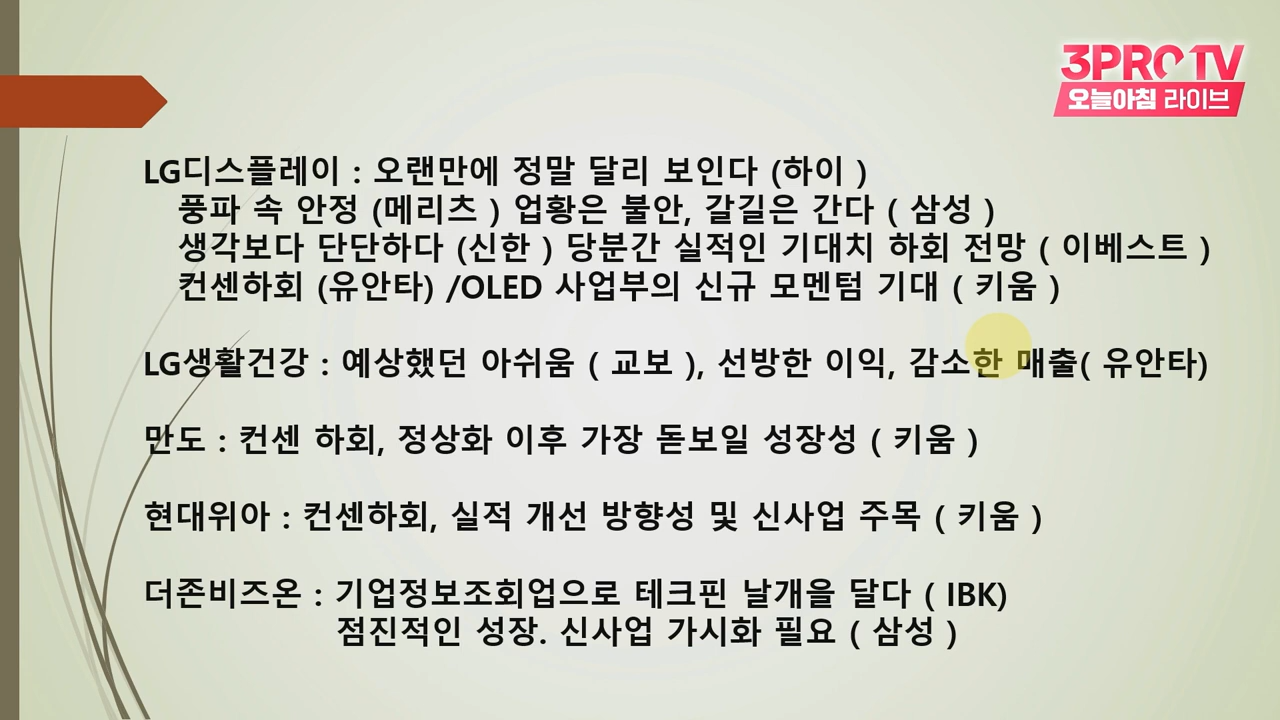 3PRO TV
오늘아침 라이브
LG디스플레이 : 오랜만에 정말 달리 보인다 (하이 )
풍파 속 안정 (메리츠 ) 업황은 불안, 갈길은 간다 ( 삼성 )
생각보다 단단하다 (신한 ) 당분간 실적인 기대치 하회 전망 ( 이베스트 )
컨센하회 (유안타) /OLED 사업부의 신규 모멘텀 기대 ( 키움 )
LG생활건강 : 예상했던 아쉬움 ( 교보 ), 선방한 이익, 감소한 매출( 유안타)
만도 : 컨센 하회, 정상화 이후 가장 돋보일 성장성 ( 키움 )
현대위아 : 컨센하회, 실적 개선 방향성 및 신사업 주목 ( 키움 )
더존비즈온 : 기업정보조회업으로 테크핀 날개을 달다 ( IBK)
점진적인 성장. 신사업 가시화 필요 ( 삼성 )